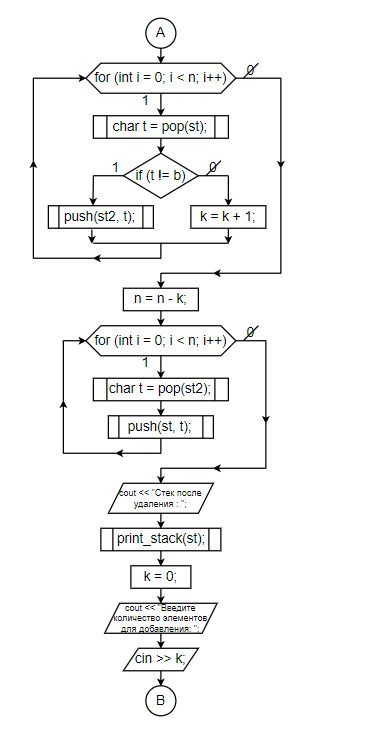 A
for (int i = 0; i < n; i++)
0
1
char t = pop(st);
1
if (t != b)
0
push(st2, t);
k = k + 1;
n = n - k;
for (int i = 0; i < n; i++)
0
1
char t = pop(st2);
push(st, t);
cout << "Стек после
удаления : ";
print_stack(st);
k = 0;
cout << "Введите
количество элементов
для добавления: ";
cin >> k;
B